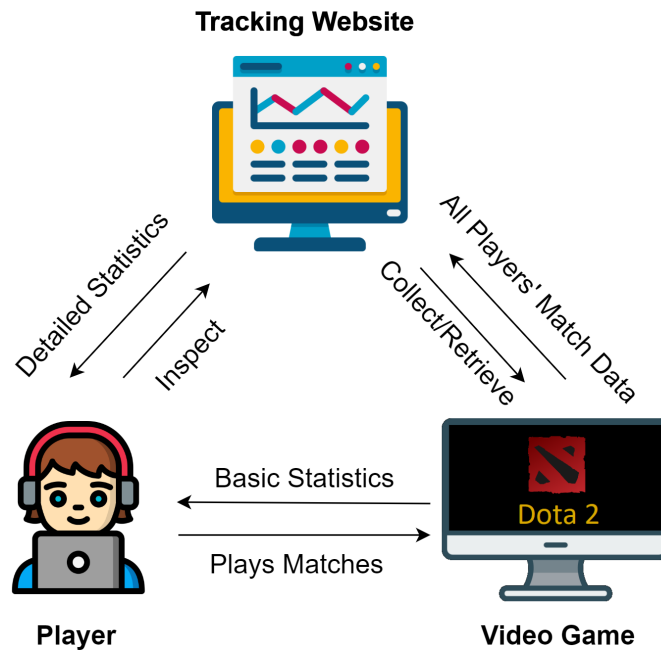 Tracking Website
Detailed Statistics
Inspect
Collect/Retrieve
All Players' Match Data
Basic Statistics
Plays Matches
Dota 2
Player
Video Game